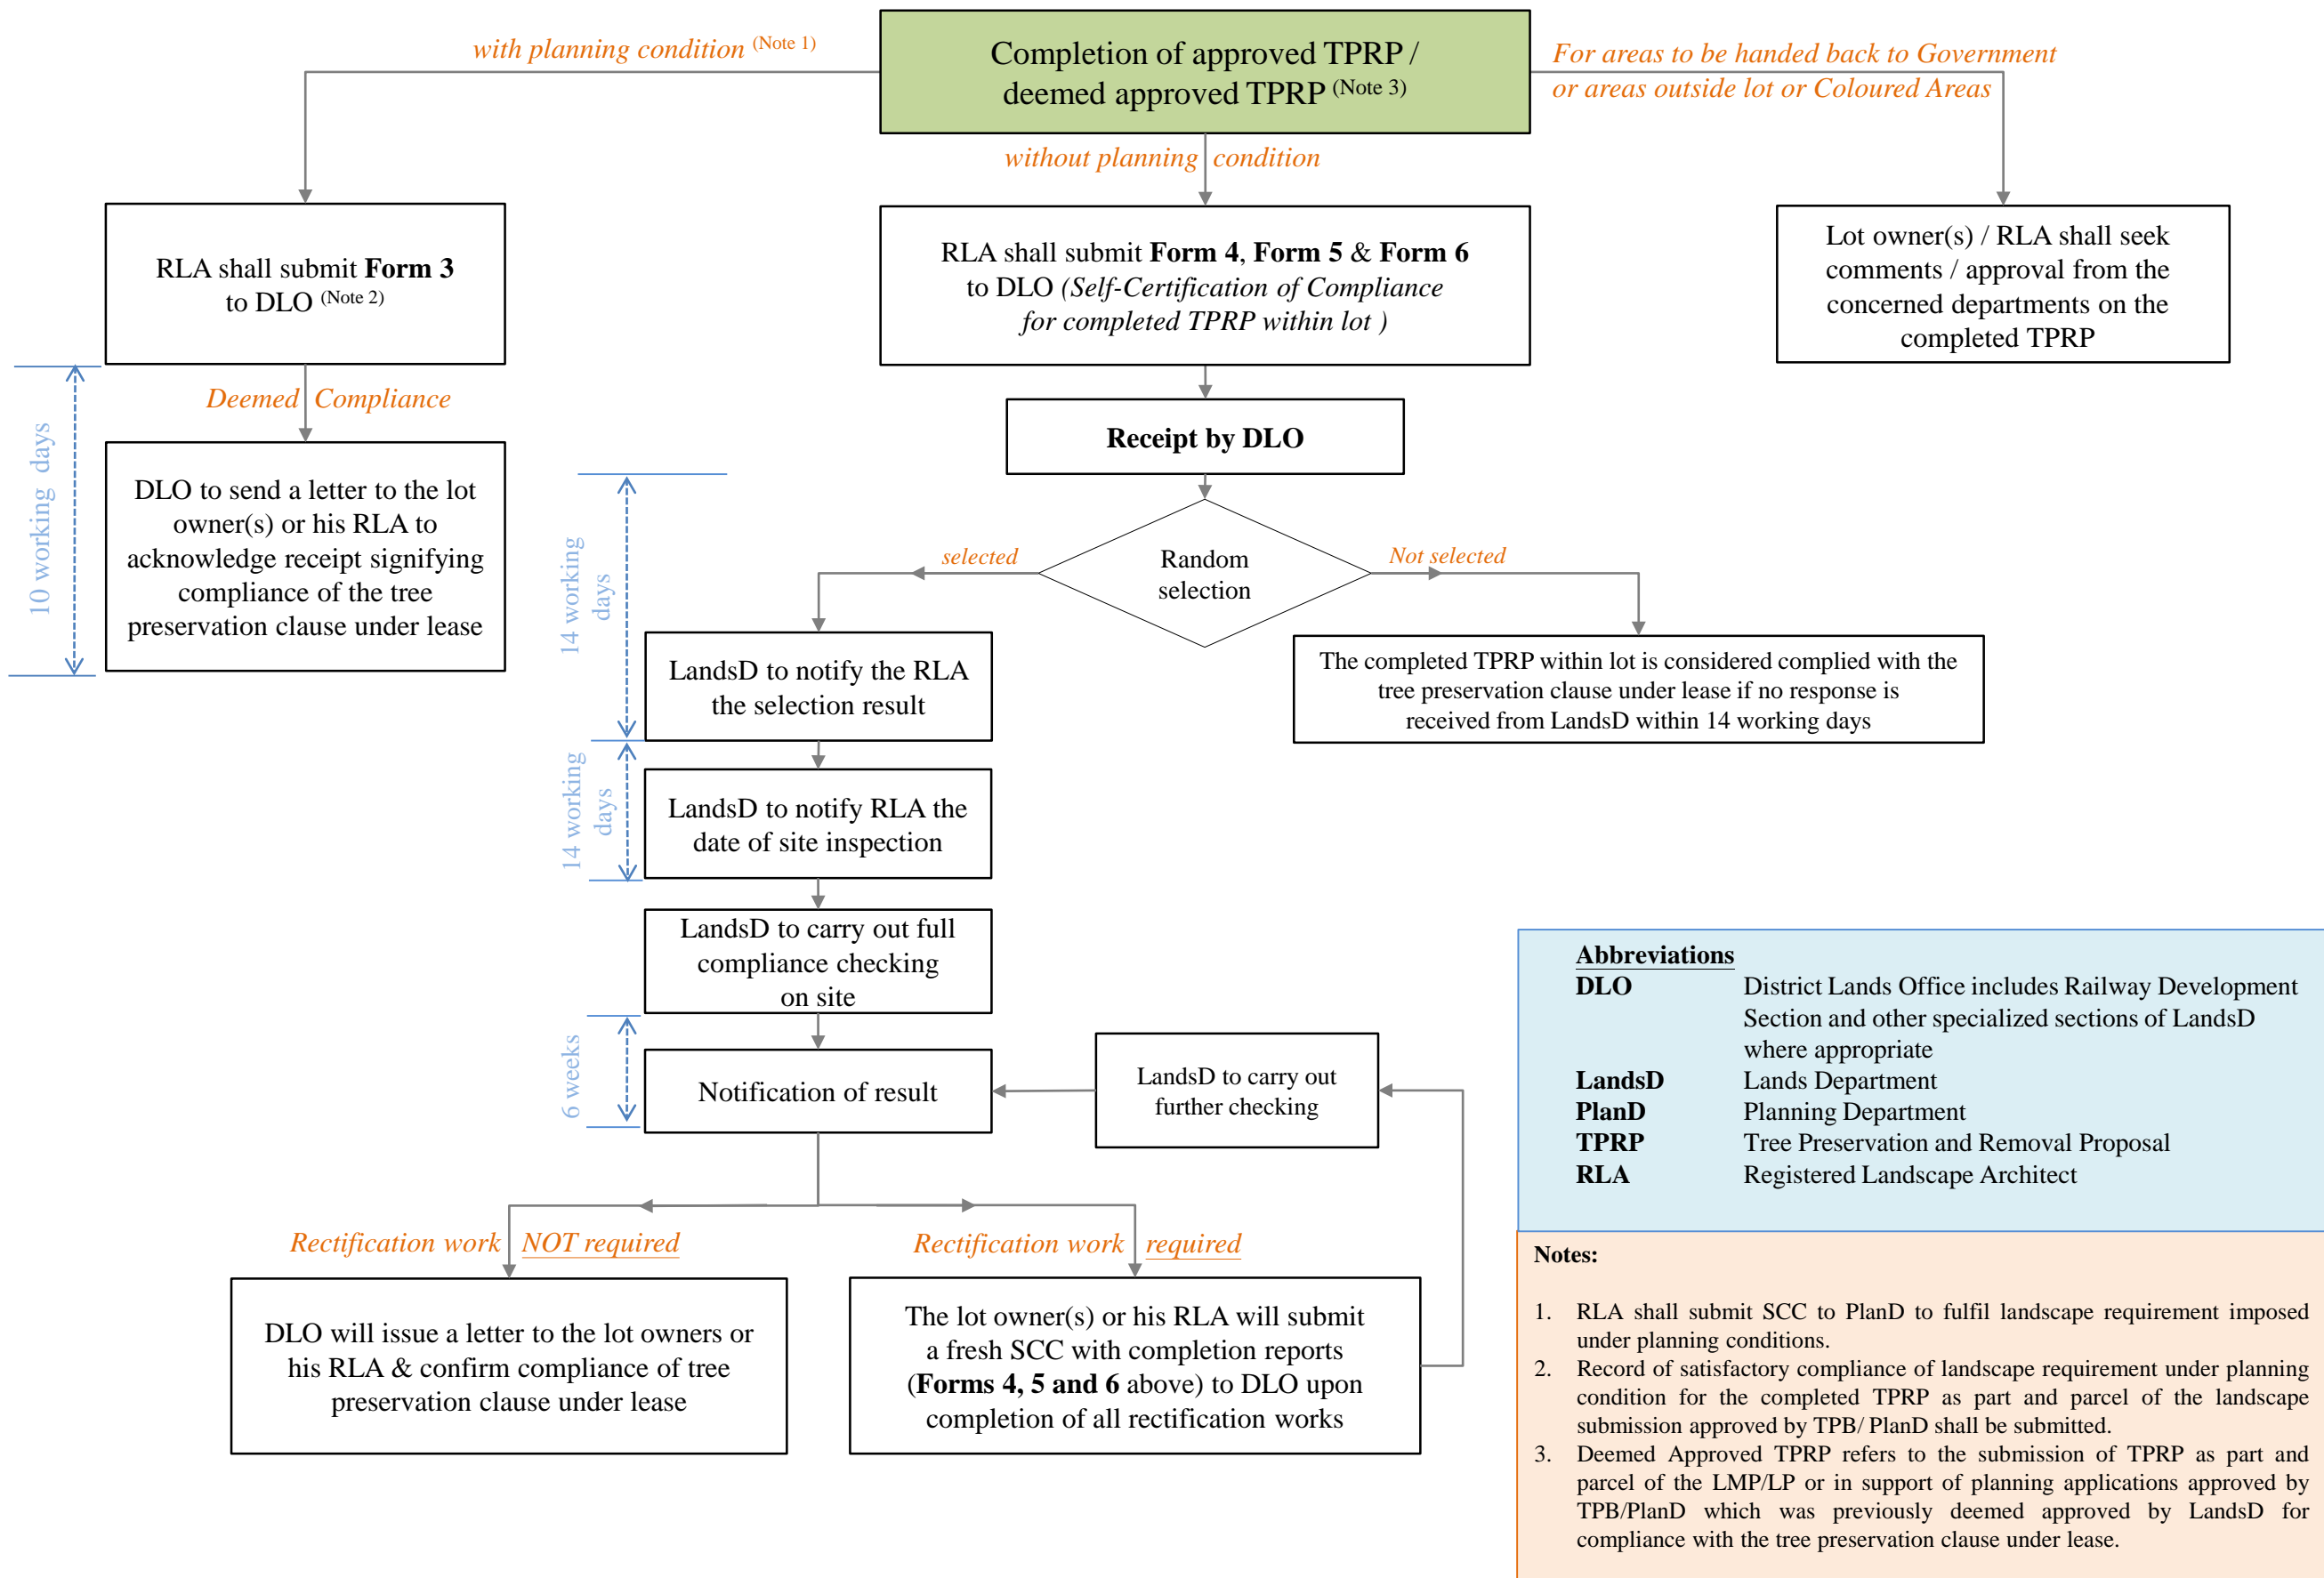 with planning condition (Note 1)
Completion of approved TPRP /
deemed approved TPRP (Note 3)
For areas to be handed back to Government
or areas outside lot or Coloured Areas
without planning condition
RLA shall submit Form 3
to DLO (Note 2)
RLA shall submit Form 4, Form 5 & Form 6
to DLO (Self-Certification of Compliance
for completed TPRP within lot )
Lot owner(s) / RLA shall seek
comments / approval from the
concerned departments on the
completed TPRP
Deemed Compliance
10 working days
Receipt by DLO
DLO to send a letter to the lot
owner(s) or his RLA to
acknowledge receipt signifying
compliance of the tree
preservation clause under lease
14 working
days
selected
Random
selection
Not selected
LandsD to notify the RLA
the selection result
The completed TPRP within lot is considered complied with the
tree preservation clause under lease if no response is
received from LandsD within 14 working days
14 working
days
LandsD to notify RLA the
date of site inspection
LandsD to carry out full
compliance checking
on site
6 weeks
Notification of result
LandsD to carry out
further checking
Rectification work NOT required
Rectification work required
DLO will issue a letter to the lot owners or
his RLA & confirm compliance of tree
preservation clause under lease
The lot owner(s) or his RLA will submit
a fresh SCC with completion reports
(Forms 4, 5 and 6 above) to DLO upon
completion of all rectification works
Abbreviations
DLO District Lands Office includes Railway Development
Section and other specialized sections of LandsD
where appropriate
LandsD Lands Department
PlanD Planning Department
TPRP Tree Preservation and Removal Proposal
RLA Registered Landscape Architect
Notes:
1. RLA shall submit SCC to PlanD to fulfil landscape requirement imposed
under planning conditions.
2. Record of satisfactory compliance of landscape requirement under planning
condition for the completed TPRP as part and parcel of the landscape
submission approved by TPB/ PlanD shall be submitted.
3. Deemed Approved TPRP refers to the submission of TPRP as part and
parcel of the LMP/LP or in support of planning applications approved by
TPB/PlanD which was previously deemed approved by LandsD for
compliance with the tree preservation clause under lease.